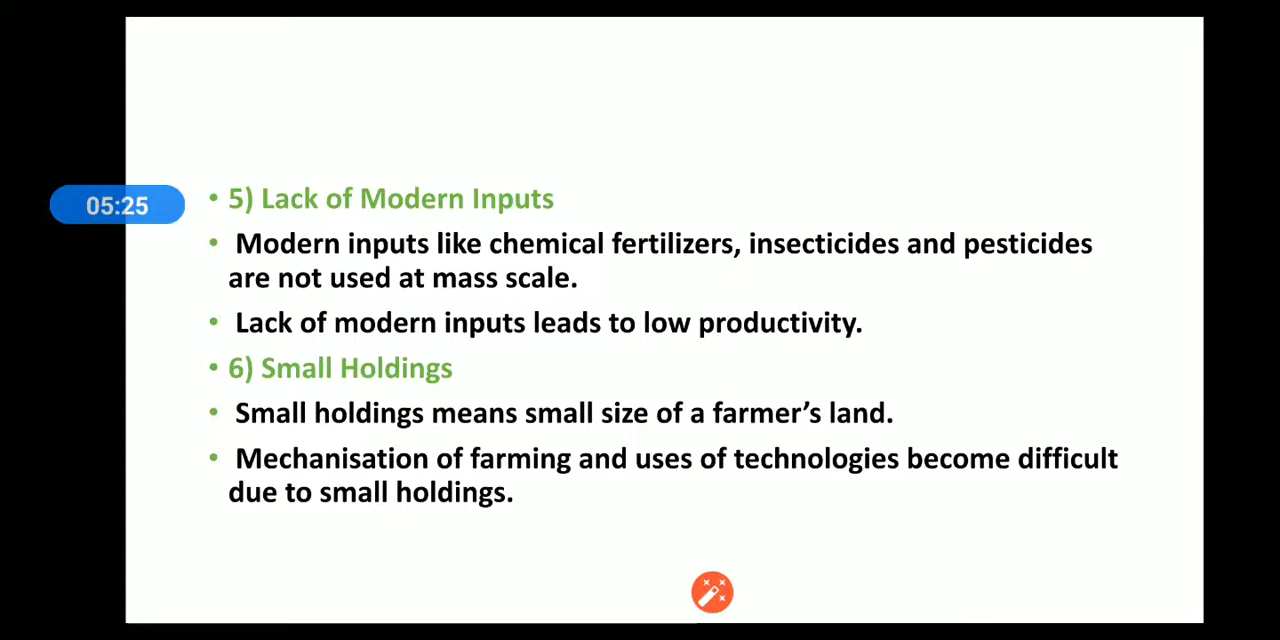 05:25
• 5) Lack of Modern Inputs
• Modern inputs like chemical fertilizers, insecticides and pesticides
are not used at mass scale.
• Lack of modern inputs leads to low productivity.
• 6) Small Holdings
• Small holdings means small size of a farmer’s land.
• Mechanisation of farming and uses of technologies become difficult
due to small holdings.